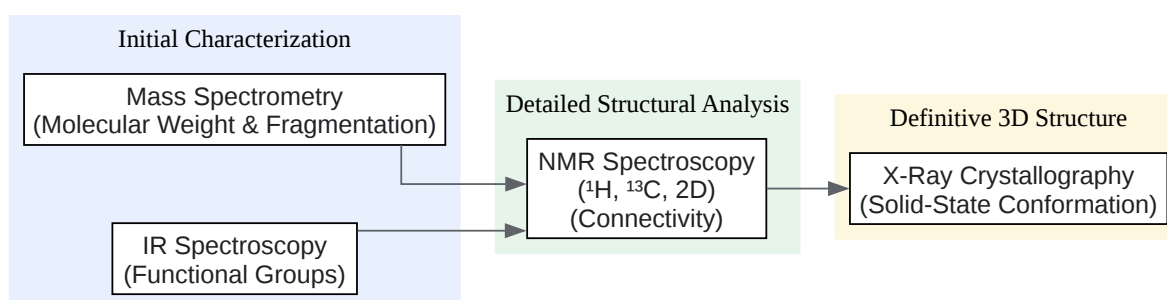 Initial Characterization
Mass Spectrometry
(Molecular Weight & Fragmentation)
IR Spectroscopy
(Functional Groups)
Detailed Structural Analysis
NMR Spectroscopy
(¹H, ¹³C, 2D)
(Connectivity)
Definitive 3D Structure
X-Ray Crystallography
(Solid-State Conformation)